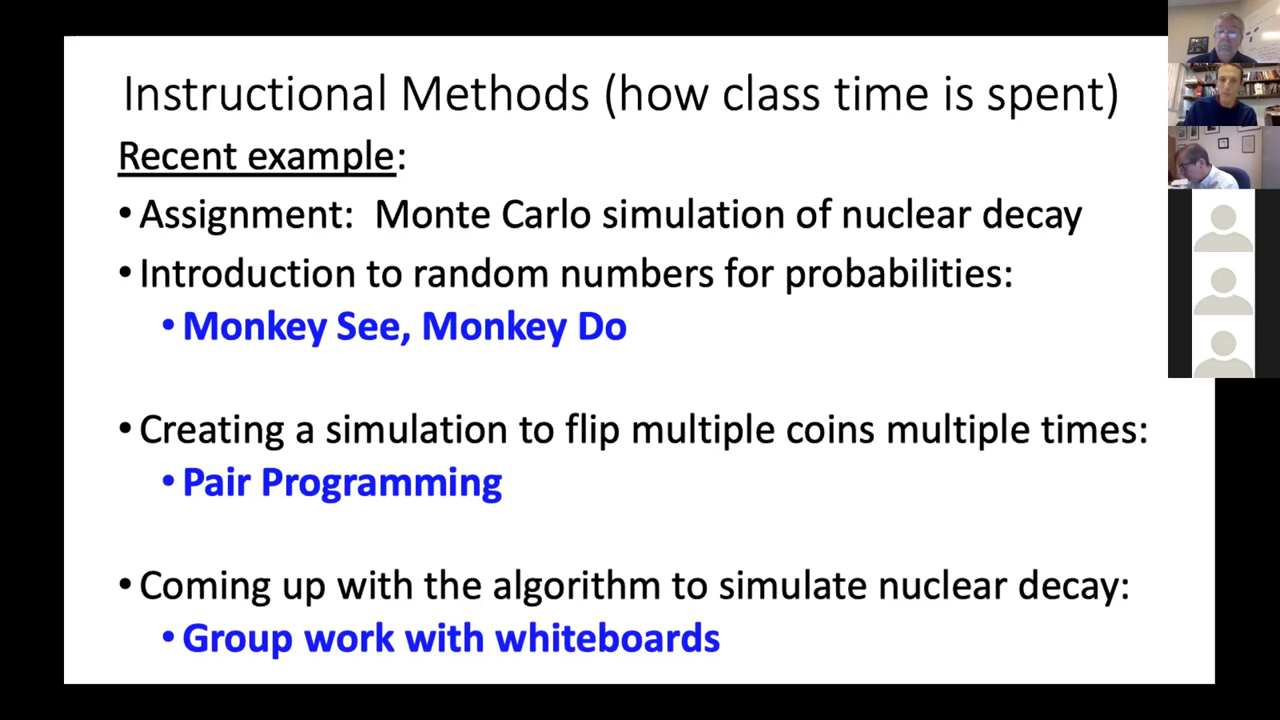 Instructional Methods (how class time is spent)
Recent example:
• Assignment:  Monte Carlo simulation of nuclear decay
• Introduction to random numbers for probabilities:
• Monkey See, Monkey Do
• Creating a simulation to flip multiple coins multiple times:
• Pair Programming
• Coming up with the algorithm to simulate nuclear decay:
• Group work with whiteboards